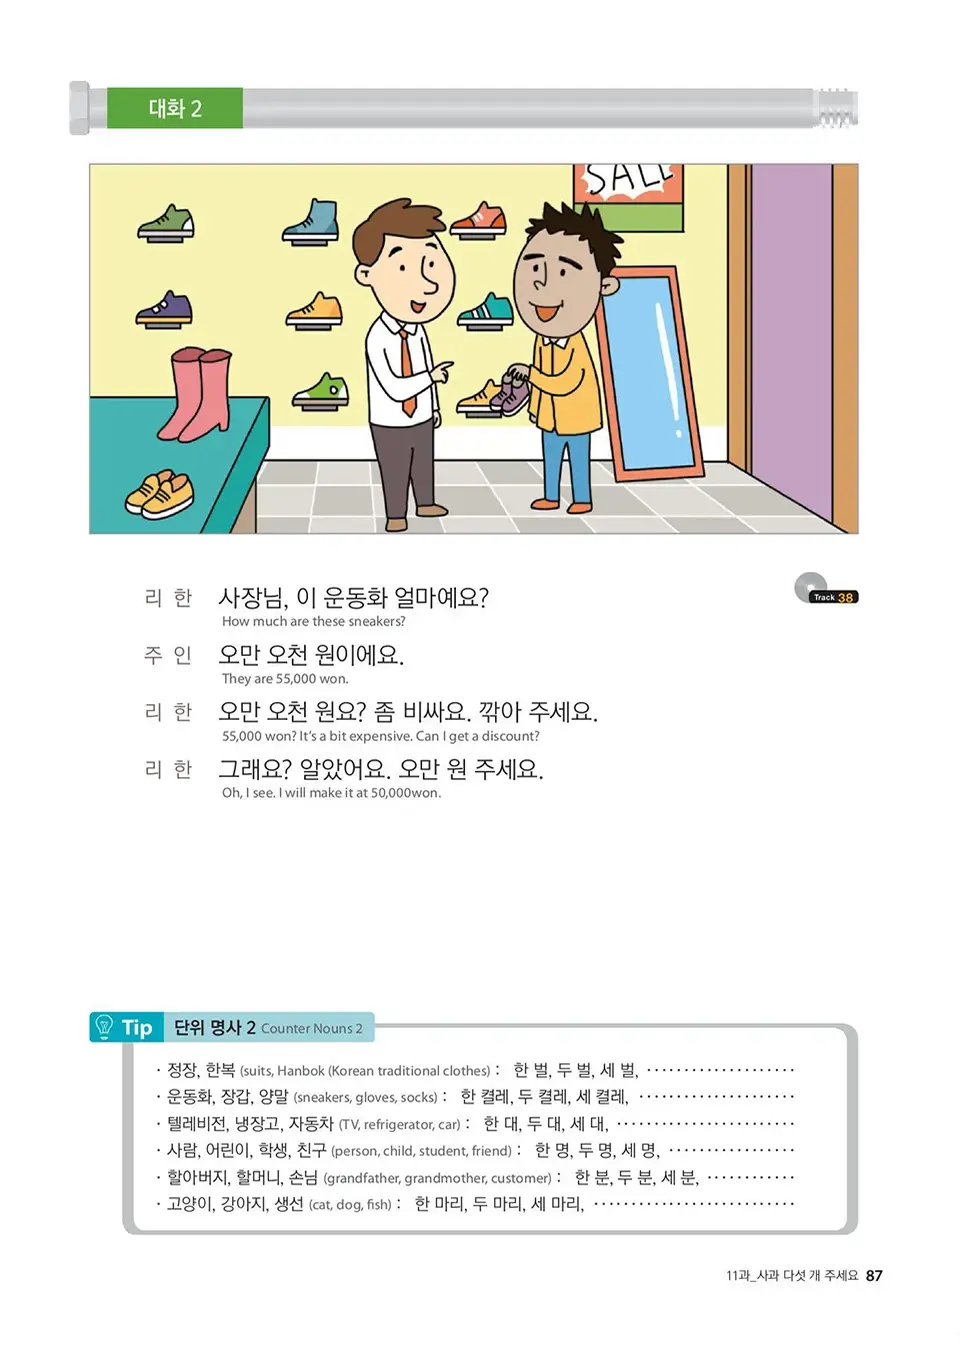 대화 2
SALE
Track 38
리 한 사장님, 이 운동화 얼마예요?
How much are these sneakers?
주 인 오만 오천 원이에요.
They are 55,000 won.
리 한 오만 오천 원요? 좀 비싸요. 깎아 주세요.
55,000 won? It's a bit expensive. Can I get a discount?
리 한 그래요? 알았어요. 오만 원 주세요.
Oh, I see. I will make it at 50,000won.
Tip 단위 명사 2 Counter Nouns 2
· 정장, 한복 (suits, Hanbok (Korean traditional clothes) : 한 벌, 두 벌, 세 벌, ····················
· 운동화, 장갑, 양말 (sneakers, gloves, socks) : 한 켤레, 두 켤레, 세 켤레, ·····················
· 텔레비전, 냉장고, 자동차 (TV, refrigerator, car) : 한 대, 두 대, 세 대, ························
· 사람, 어린이, 학생, 친구 (person, child, student, friend) : 한 명, 두 명, 세 명, ·················
· 할아버지, 할머니, 손님 (grandfather, grandmother, customer) : 한 분, 두 분, 세 분, ············
· 고양이, 강아지, 생선 (cat, dog, fish) : 한 마리, 두 마리, 세 마리, ···························
11과_사과 다섯 개 주세요 87